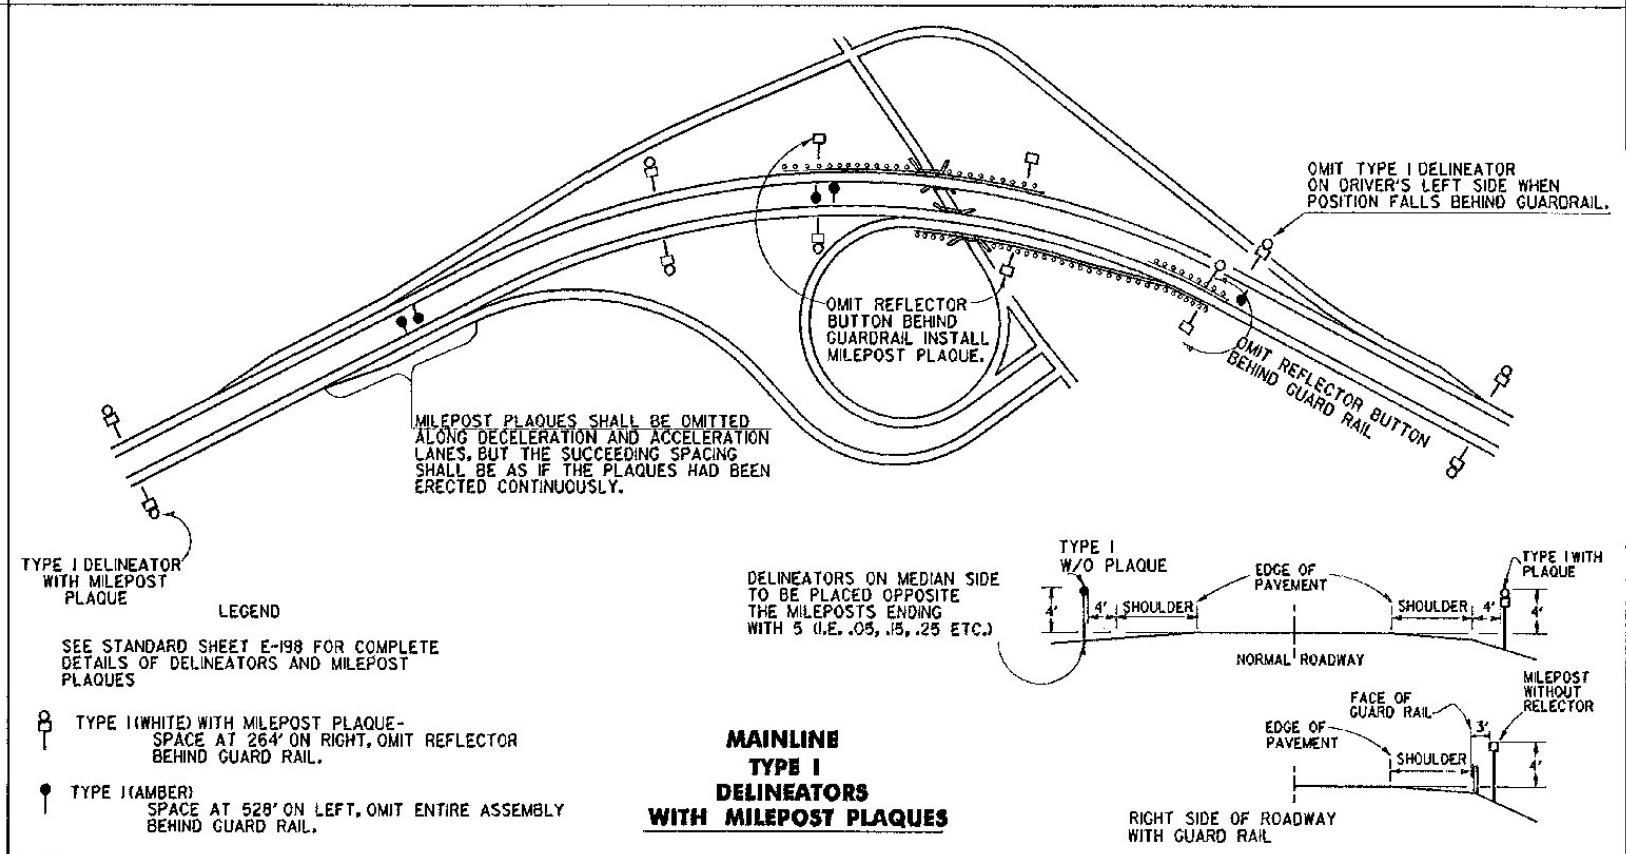 OMIT TYPE I DELINEATOR
ON DRIVER'S LEFT SIDE WHEN
POSITION FALLS BEHIND GUARDRAIL.
OMIT REFLECTOR
BUTTON BEHIND
GUARDRAIL INSTALL
MILEPOST PLAQUE.
OMIT REFLECTOR BUTTON
BEHIND GUARD RAIL
MILEPOST PLAQUES SHALL BE OMITTED
ALONG DECELERATION AND ACCELERATION
LANES, BUT THE SUCCEEDING SPACING
SHALL BE AS IF THE PLAQUES HAD BEEN
ERECTED CONTINUOUSLY.
TYPE I DELINEATOR
WITH MILEPOST
PLAQUE
LEGEND
SEE STANDARD SHEET E-198 FOR COMPLETE
DETAILS OF DELINEATORS AND MILEPOST
PLAQUES
TYPE I (WHITE) WITH MILEPOST PLAQUE-
SPACE AT 264' ON RIGHT, OMIT REFLECTOR
BEHIND GUARD RAIL.
TYPE I (AMBER)
SPACE AT 528' ON LEFT, OMIT ENTIRE ASSEMBLY
BEHIND GUARD RAIL.
MAINLINE
TYPE I
DELINEATORS
WITH MILEPOST PLAQUES
DELINEATORS ON MEDIAN SIDE
TO BE PLACED OPPOSITE
THE MILEPOSTS ENDING
WITH 5 (I.E. .05, .15, .25 ETC.)
TYPE I
W/O PLAQUE
EDGE OF
PAVEMENT
TYPE I WITH
PLAQUE
4' 4' SHOULDER SHOULDER 4' 4'
NORMAL ROADWAY
MILEPOST
WITHOUT
RELECTOR
FACE OF
GUARD RAIL
3'
EDGE OF
PAVEMENT
SHOULDER 4'
RIGHT SIDE OF ROADWAY
WITH GUARD RAIL